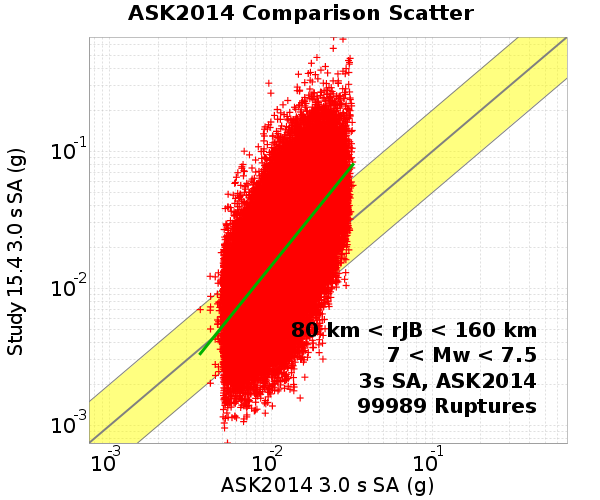 ASK2014 Comparison Scatter
Study 15.4 3.0 s SA (g)
10-1
10-2
10-3
80 km < rJB < 160 km
7 < Mw < 7.5
3s SA, ASK2014
99989 Ruptures
10-3 10-2 10-1
ASK2014 3.0 s SA (g)